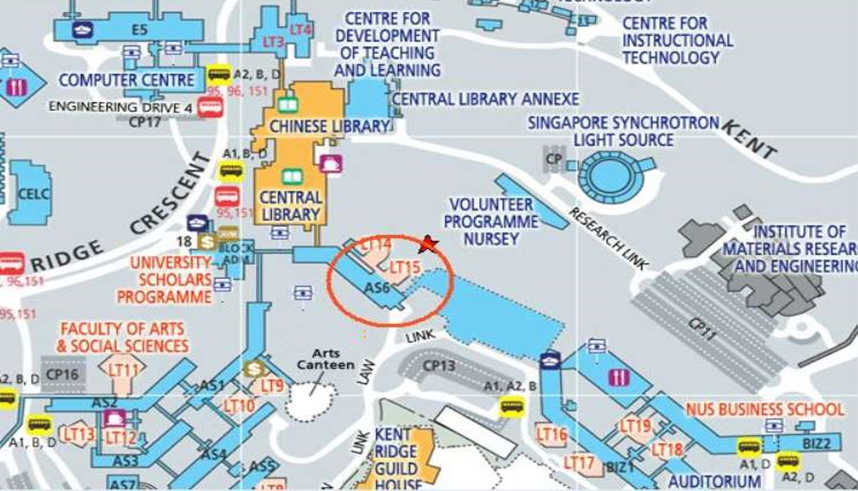 E5
LT3
LT4
CENTRE FOR
DEVELOPMENT
OF TEACHING
AND LEARNING
CENTRE FOR
INSTRUCTIONAL
TECHNOLOGY
COMPUTER CENTRE
A2, B, D
95, 96, 151
ENGINEERING DRIVE 4
CP17
CENTRAL LIBRARY ANNEXE
CHINESE LIBRARY
SINGAPORE SYNCHROTRON
LIGHT SOURCE
KENT
CP
A1, B, D
95,151
CELC
CENTRAL
LIBRARY
VOLUNTEER
PROGRAMME
NURSEY
RESEARCH LINK
INSTITUTE OF
MATERIALS RESEAR
AND ENGINEERING
RIDGE CRESCENT
18
BLOCK
ADM
UNIVERSITY
SCHOLARS
PROGRAMME
LT14
LT15
AS6
, 96,151
95,151
CP11
FACULTY OF ARTS
& SOCIAL SCIENCES
LAW LINK
Arts
Canteen
CP13
CP16
LT11
A2, B, D
AS1
LT9
LT10
A1, A2, B
AS2
LT13
LT12
A1, B, D
AS3
AS4
AS5
AS7
LT8
LINK
KENT
RIDGE
GUILD
HOUSE
NUS BUSINESS SCHOOL
LT16
LT19
LT18
LT17
BIZ1
BIZ2
A1, D
A2, D
AUDITORIUM